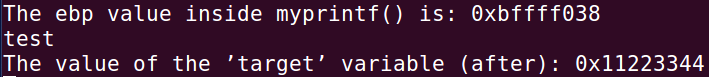 The ebp value inside myprintf() is: 0xbffff038
test
The value of the ’target’ variable (after): 0x11223344